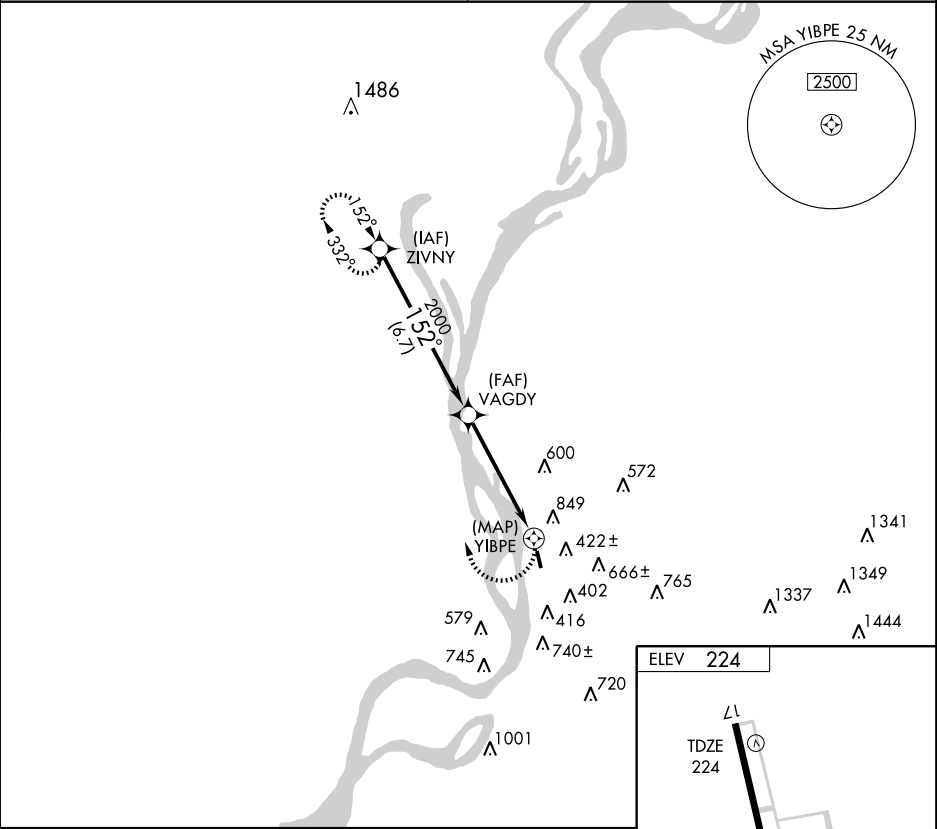 MSA YIBPE 25 NM
2500
1486
152°
332°
(IAF)
ZIVNY
2000
152°
(6.7)
(FAF)
VAGDY
600
572
849
(MAP)
YIBPE
422±
1341
666±
765
1349
402
1337
416
579
1444
740±
745
ELEV 224
720
17
TDZE
224
1001